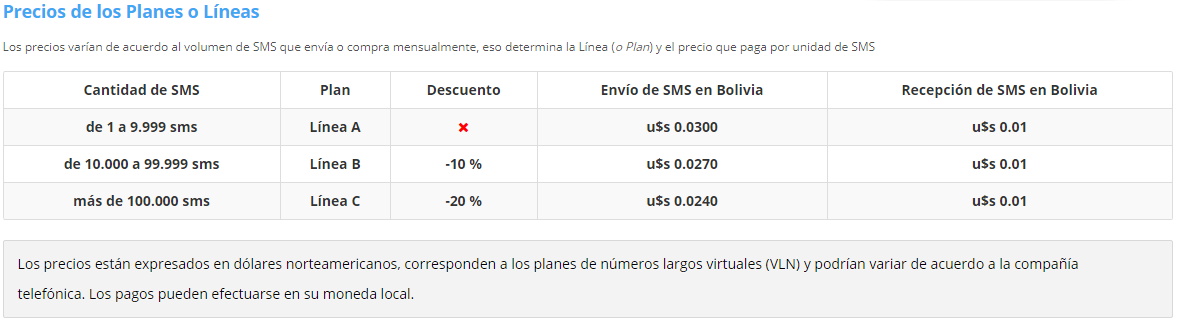 Precios de los Planes o Líneas
Los precios varían de acuerdo al volumen de SMS que envía o compra mensualmente, eso determina la Línea (o Plan) y el precio que paga por unidad de SMS
Cantidad de SMS Plan Descuento Envío de SMS en Bolivia Recepción de SMS en Bolivia
de 1 a 9.999 sms Línea A u$s 0.0300 u$s 0.01
de 10.000 a 99.999 sms Línea B -10 % u$s 0.0270 u$s 0.01
más de 100.000 sms Línea C -20 % u$s 0.0240 u$s 0.01
Los precios están expresados en dólares norteamericanos, corresponden a los planes de números largos virtuales (VLN) y podrían variar de acuerdo a la compañía
telefónica. Los pagos pueden efectuarse en su moneda local.